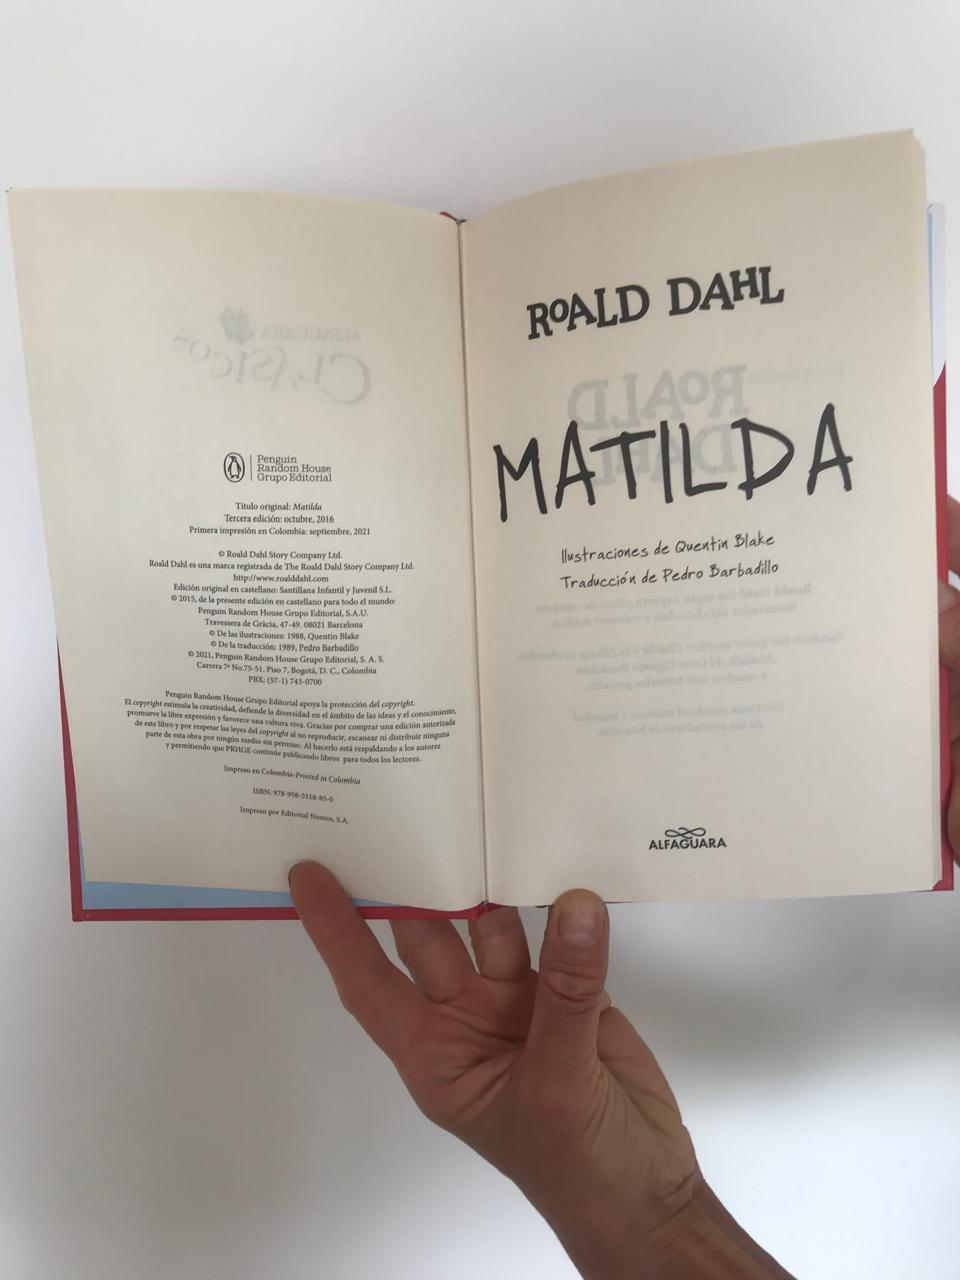 Penguin
Random House
Grupo Editorial
Título original: Matilda
Tercera edición: octubre, 2016
Primera impresión en Colombia: septiembre, 2021
© Roald Dahl Story Company Ltd.
Roald Dahl es una marca registrada de The Roald Dahl Story Company Ltd.
http://www.roalddahl.com
Edición original en castellano: Santillana Infantil y Juvenil S.L.
© 2015, de la presente edición en castellano para todo el mundo:
Penguin Random House Grupo Editorial, S.A.U.
Travessera de Gràcia, 47-49. 08021 Barcelona
© De las ilustraciones: 1988, Quentin Blake
© De la traducción: 1989, Pedro Barbadillo
© 2021, Penguin Random House Grupo Editorial, S. A. S.
Carrera 7ª No.75-51. Piso 7, Bogotá, D. C., Colombia
PBX: (57-1) 743-0700
Penguin Random House Grupo Editorial apoya la protección del copyright.
El copyright estimula la creatividad, defiende la diversidad en el ámbito de las ideas y el conocimiento,
promueve la libre expresión y favorece una cultura viva. Gracias por comprar una edición autorizada
de este libro y por respetar las leyes del copyright al no reproducir, escanear ni distribuir ninguna
parte de esta obra por ningún medio sin permiso. Al hacerlo está respaldando a los autores
y permitiendo que PRHGE continúe publicando libros para todos los lectores.
Impreso en Colombia-Printed in Colombia
ISBN: 978-958-5118-85-0
Impreso por Editorial Nomos, S.A.
ROALD DAHL
MATILDA
Ilustraciones de Quentin Blake
Traducción de Pedro Barbadillo
ALFAGUARA